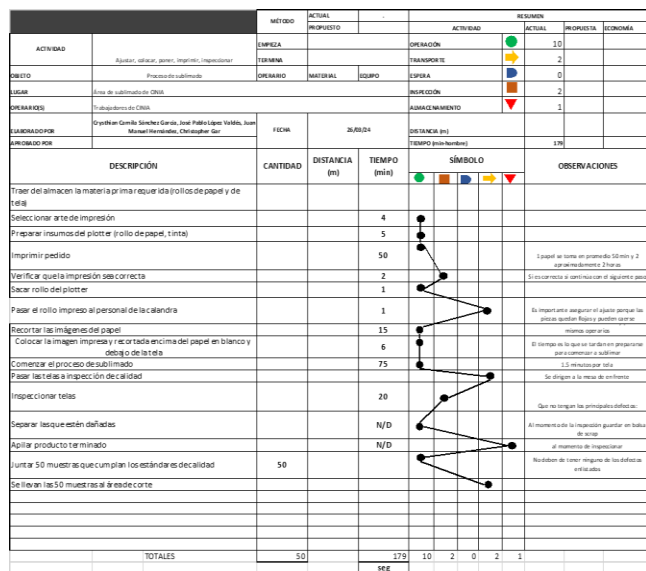 MÉTODO ACTUAL . RESUMEN
PROPUESTO ACTIVIDAD ACTUAL PROPUESTA ECONOMÍA
ACTIVIDAD Ajustar, colocar, poner, imprimir, inspeccionar EMPIEZA OPERACIÓN 10
TERMINA TRANSPORTE 2
OBJETO Proceso de sublimado OPERARIO MATERIAL EQUIPO ESPERA 0
LUGAR Área de sublimado de INSPECCIÓN 2
OPERARIO(S) Trabajadores de ALMACENAMIENTO 1
ELABORADO POR Crysthian Camila Sánchez García, José Pablo López Valdés, Juan
Manuel Hernández, Christopher Gar FECHA 26/03/24 DISTANCIA (m)
APROBADO POR TIEMPO (min-hombre) 179
DESCRIPCIÓN CANTIDAD DISTANCIA
(m) TIEMPO
(min) SÍMBOLO OBSERVACIONES
Traer del almacen la materia prima requerida (rollos de papel y de
tela)
Seleccionar arte de impresión 4
Preparar insumos del plotter (rollo de papel, tinta) 5
Imprimir pedido 50 1 papel se toma en promedio 50 min y 2
aproximadamente 2 horas
Verificar que la impresión sea correcta 2 Si es correcta si continúa con el siguiente paso
Sacar rollo del plotter 1
Pasar el rollo impreso al personal de la calandra 1 Es importante asegurar el ajuste porque las
piezas quedan flojas y pueden caerse
Recortar las imágenes del papel 15 mismos operarios
Colocar la imagen impresa y recortada encima del papel en blanco y
debajo de la tela 6 El tiempo es lo que se tardan en prepararse
para comenzar a sublimar
Comenzar el proceso de sublimado 75 1.5 minutos por tela
Pasar las telas a inspección de calidad Se dirigen a la mesa de enfrente
Inspeccionar telas 20 Que no tengan los principales defectos:
Separar las que estén dañadas N/D Al momento de la inspección guardar en bolsa
de scrap
Apilar producto terminado N/D al momento de inspeccionar
Juntar 50 muestras que cumplan los estándares de calidad 50 No deben de tener ninguno de los defectos
enlistados
Se llevan las 50 muestras al área de corte
TOTALES 50 179 10 2 0 2 1
seg